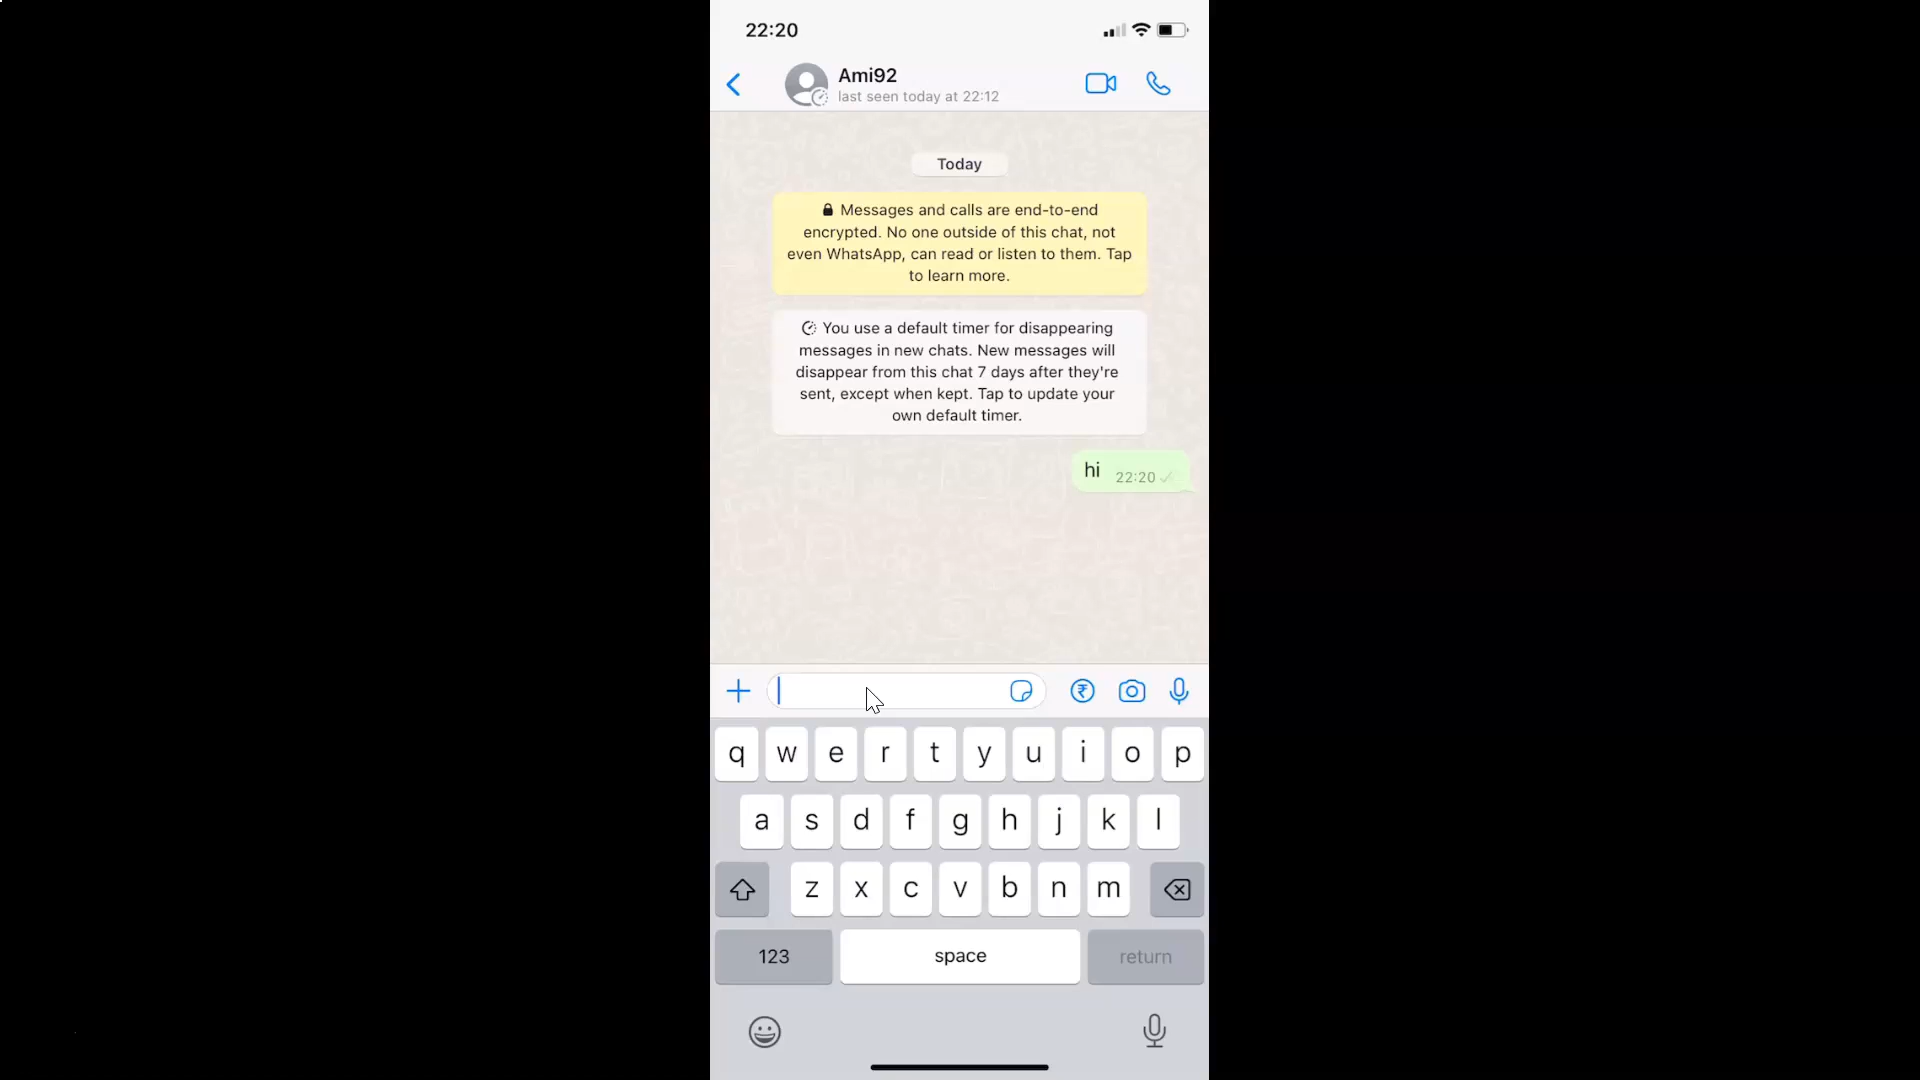 22:20
Ami92
last seen today at 22:12
Today
Messages and calls are end-to-end
encrypted. No one outside of this chat, not
even WhatsApp, can read or listen to them. Tap
to learn more.
You use a default timer for disappearing
messages in new chats. New messages will
disappear from this chat 7 days after they're
sent, except when kept. Tap to update your
own default timer.
hi 22:20
q w e r t y u i o p
a s d f g h j k l
z x c v b n m
123 space return